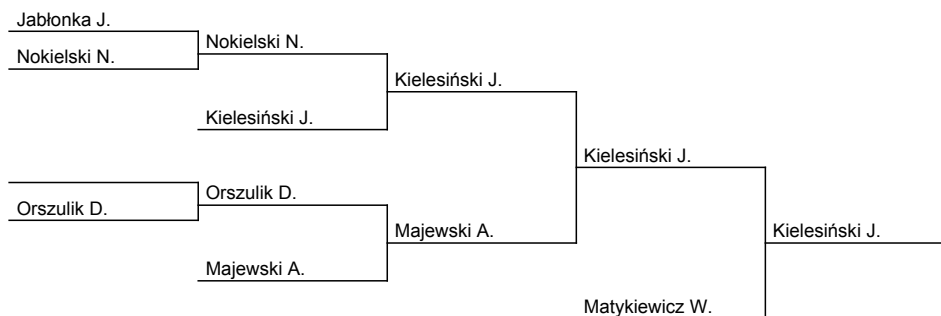 Jabłonka J.
Nokielski N.
Nokielski N.
Kielesiński J.
Kielesiński J.
Kielesiński J.
Orszulik D.
Orszulik D.
Majewski A.
Kielesiński J.
Majewski A.
Matykiewicz W.